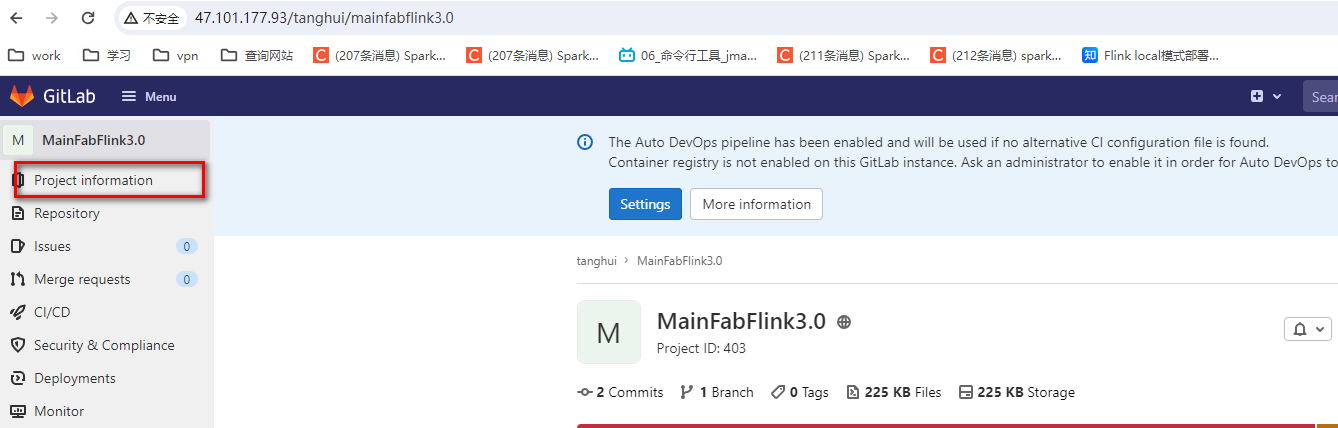 不安全 47.101.177.93/tanghui/mainfabflink3.0
work 学习 vpn 查询网站 (207条消息) Spark... (207条消息) Spark... 06_命令行工具_jma... (211条消息) Spark... (212条消息) Spark... Flink local模式部署...
GitLab Menu Sear
M MainFabFlink3.0
Project information
Repository
Issues 0
Merge requests 0
CI/CD
Security & Compliance
Deployments
Monitor
The Auto DevOps pipeline has been enabled and will be used if no alternative CI configuration file is found.
Container registry is not enabled on this GitLab instance. Ask an administrator to enable it in order for Auto DevOps to
Settings More information
tanghui › MainFabFlink3.0
M MainFabFlink3.0
Project ID: 403
2 Commits 1 Branch 0 Tags 225 KB Files 225 KB Storage